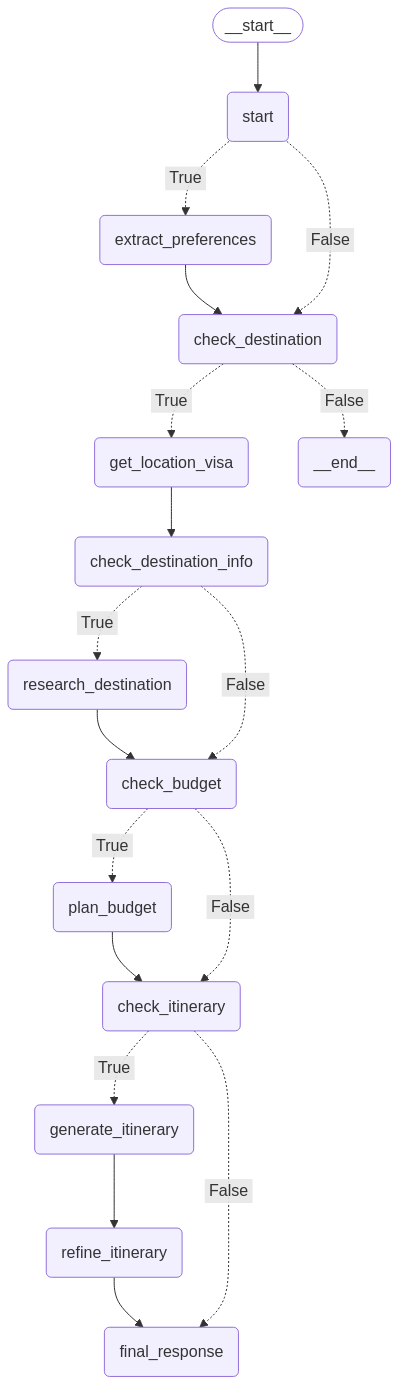 __start__
start
True
extract_preferences
False
check_destination
True
False
get_location_visa
__end__
check_destination_info
True
research_destination
False
check_budget
True
plan_budget
False
check_itinerary
True
generate_itinerary
False
refine_itinerary
final_response